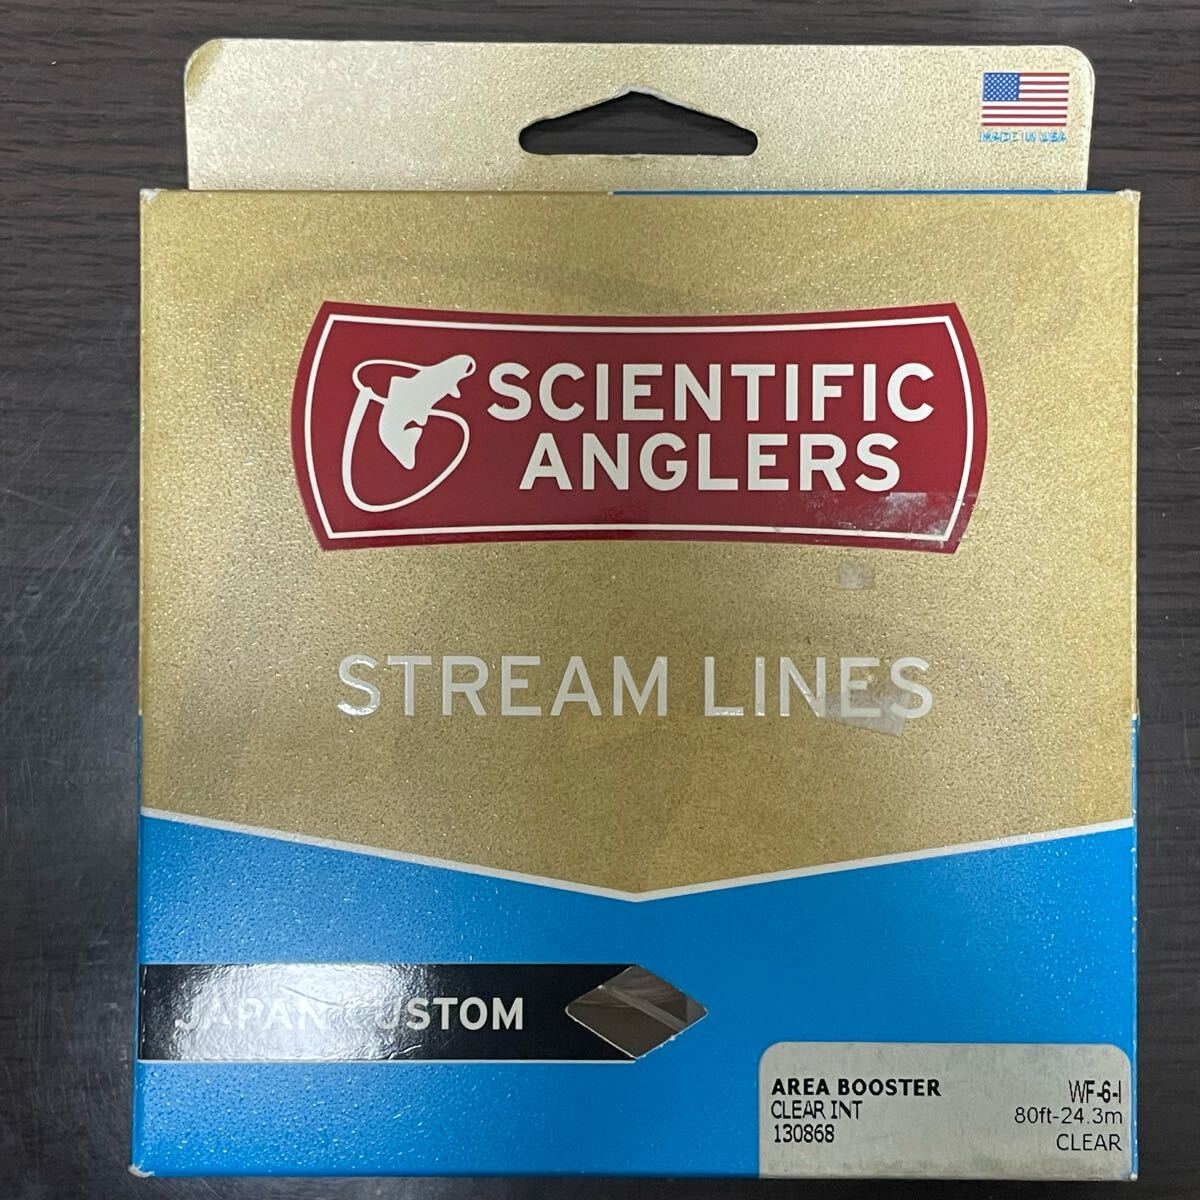 MADE IN USA
SCIENTIFIC
ANGLERS
STREAM LINES
JAPAN CUSTOM
AREA BOOSTER
CLEAR INT
130868
WF-6-I
80ft-24.3m
CLEAR